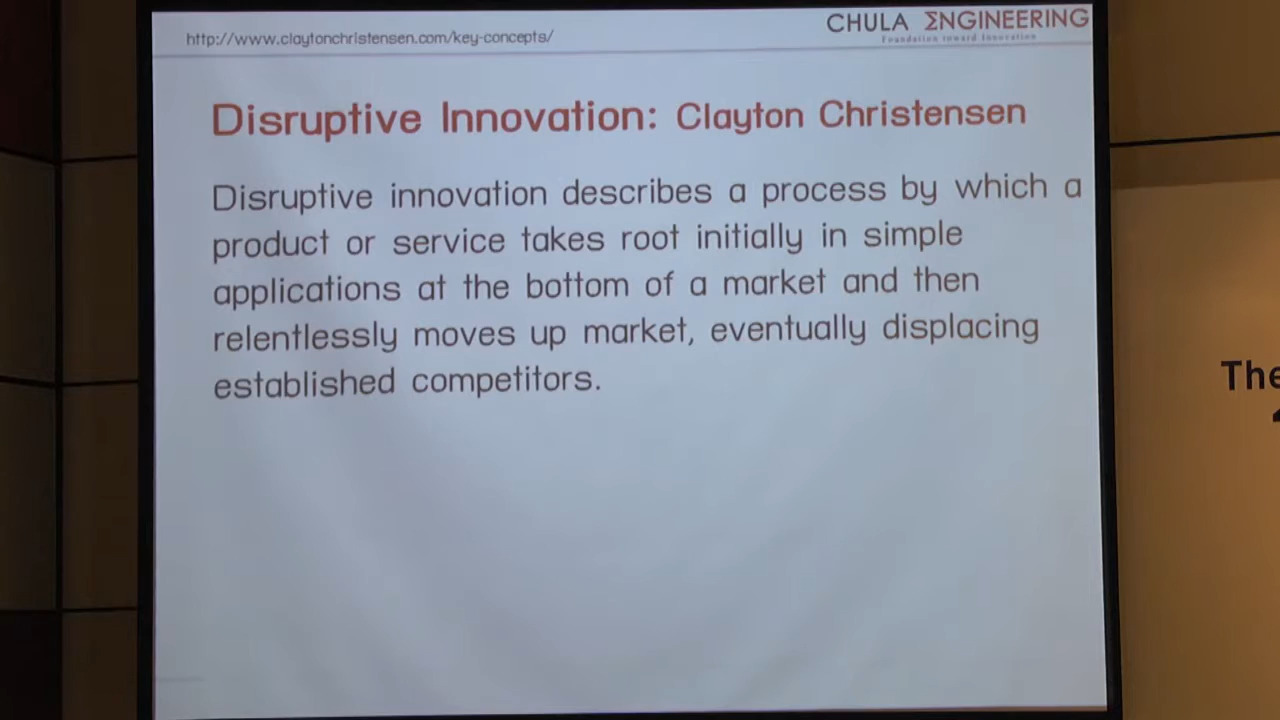 http://www.claytonchristensen.com/key-concepts/
CHULA ΣNGINEERING
Foundation toward Innovation
Disruptive Innovation: Clayton Christensen
Disruptive innovation describes a process by which a
product or service takes root initially in simple
applications at the bottom of a market and then
relentlessly moves up market, eventually displacing
established competitors.
The